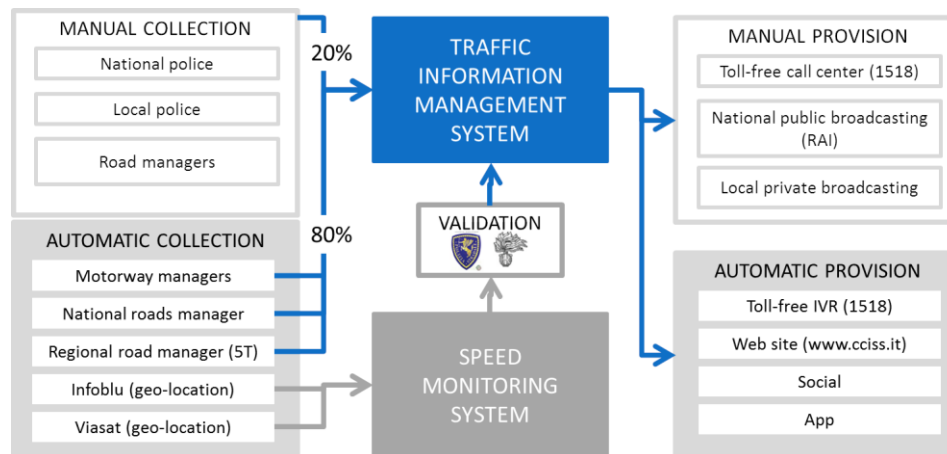 MANUAL COLLECTION
National police
Local police
Road managers
20%
80%
AUTOMATIC COLLECTION
Motorway managers
National roads manager
Regional road manager (5T)
Infoblu (geo-location)
Viasat (geo-location)
TRAFFIC
INFORMATION
MANAGEMENT
SYSTEM
VALIDATION
SPEED
MONITORING
SYSTEM
MANUAL PROVISION
Toll-free call center (1518)
National public broadcasting
(RAI)
Local private broadcasting
AUTOMATIC PROVISION
Toll-free IVR (1518)
Web site (www.cciss.it)
Social
App